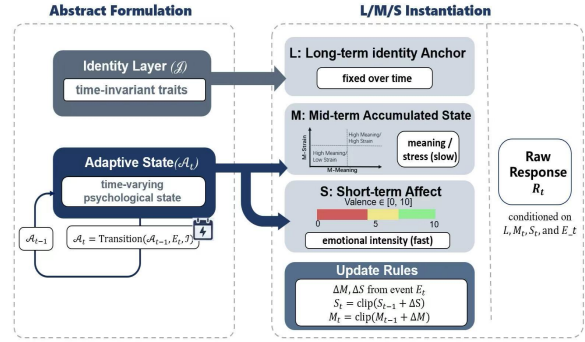 Abstract Formulation
L/M/S Instantiation
Identity Layer (𝒥)
time-invariant traits
Adaptive State(𝒜ₜ)
time-varying
psychological state
𝒜ₜ₋₁
𝒜ₜ = Transition(𝒜ₜ₋₁, Eₜ, 𝒥)
L: Long-term identity Anchor
fixed over time
M: Mid-term Accumulated State
M-Strain
High Meaning/
High Strain
High Meaning/
Low Strain
M-Meaning
meaning /
stress (slow)
S: Short-term Affect
Valence ∈ [0, 10]
0
5
10
emotional intensity (fast)
Update Rules
ΔM, ΔS from event Eₜ
Sₜ = clip(Sₜ₋₁ + ΔS)
Mₜ = clip(Mₜ₋₁ + ΔM)
Raw
Response
Rₜ
conditioned on
L, Mₜ, Sₜ, and E_t